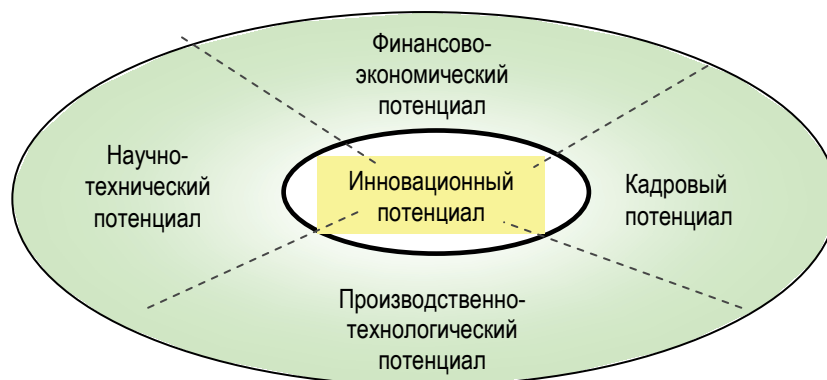 Финансово-
экономический
потенциал
Научно-
технический
потенциал
Инновационный
потенциал
Кадровый
потенциал
Производственно-
технологический
потенциал